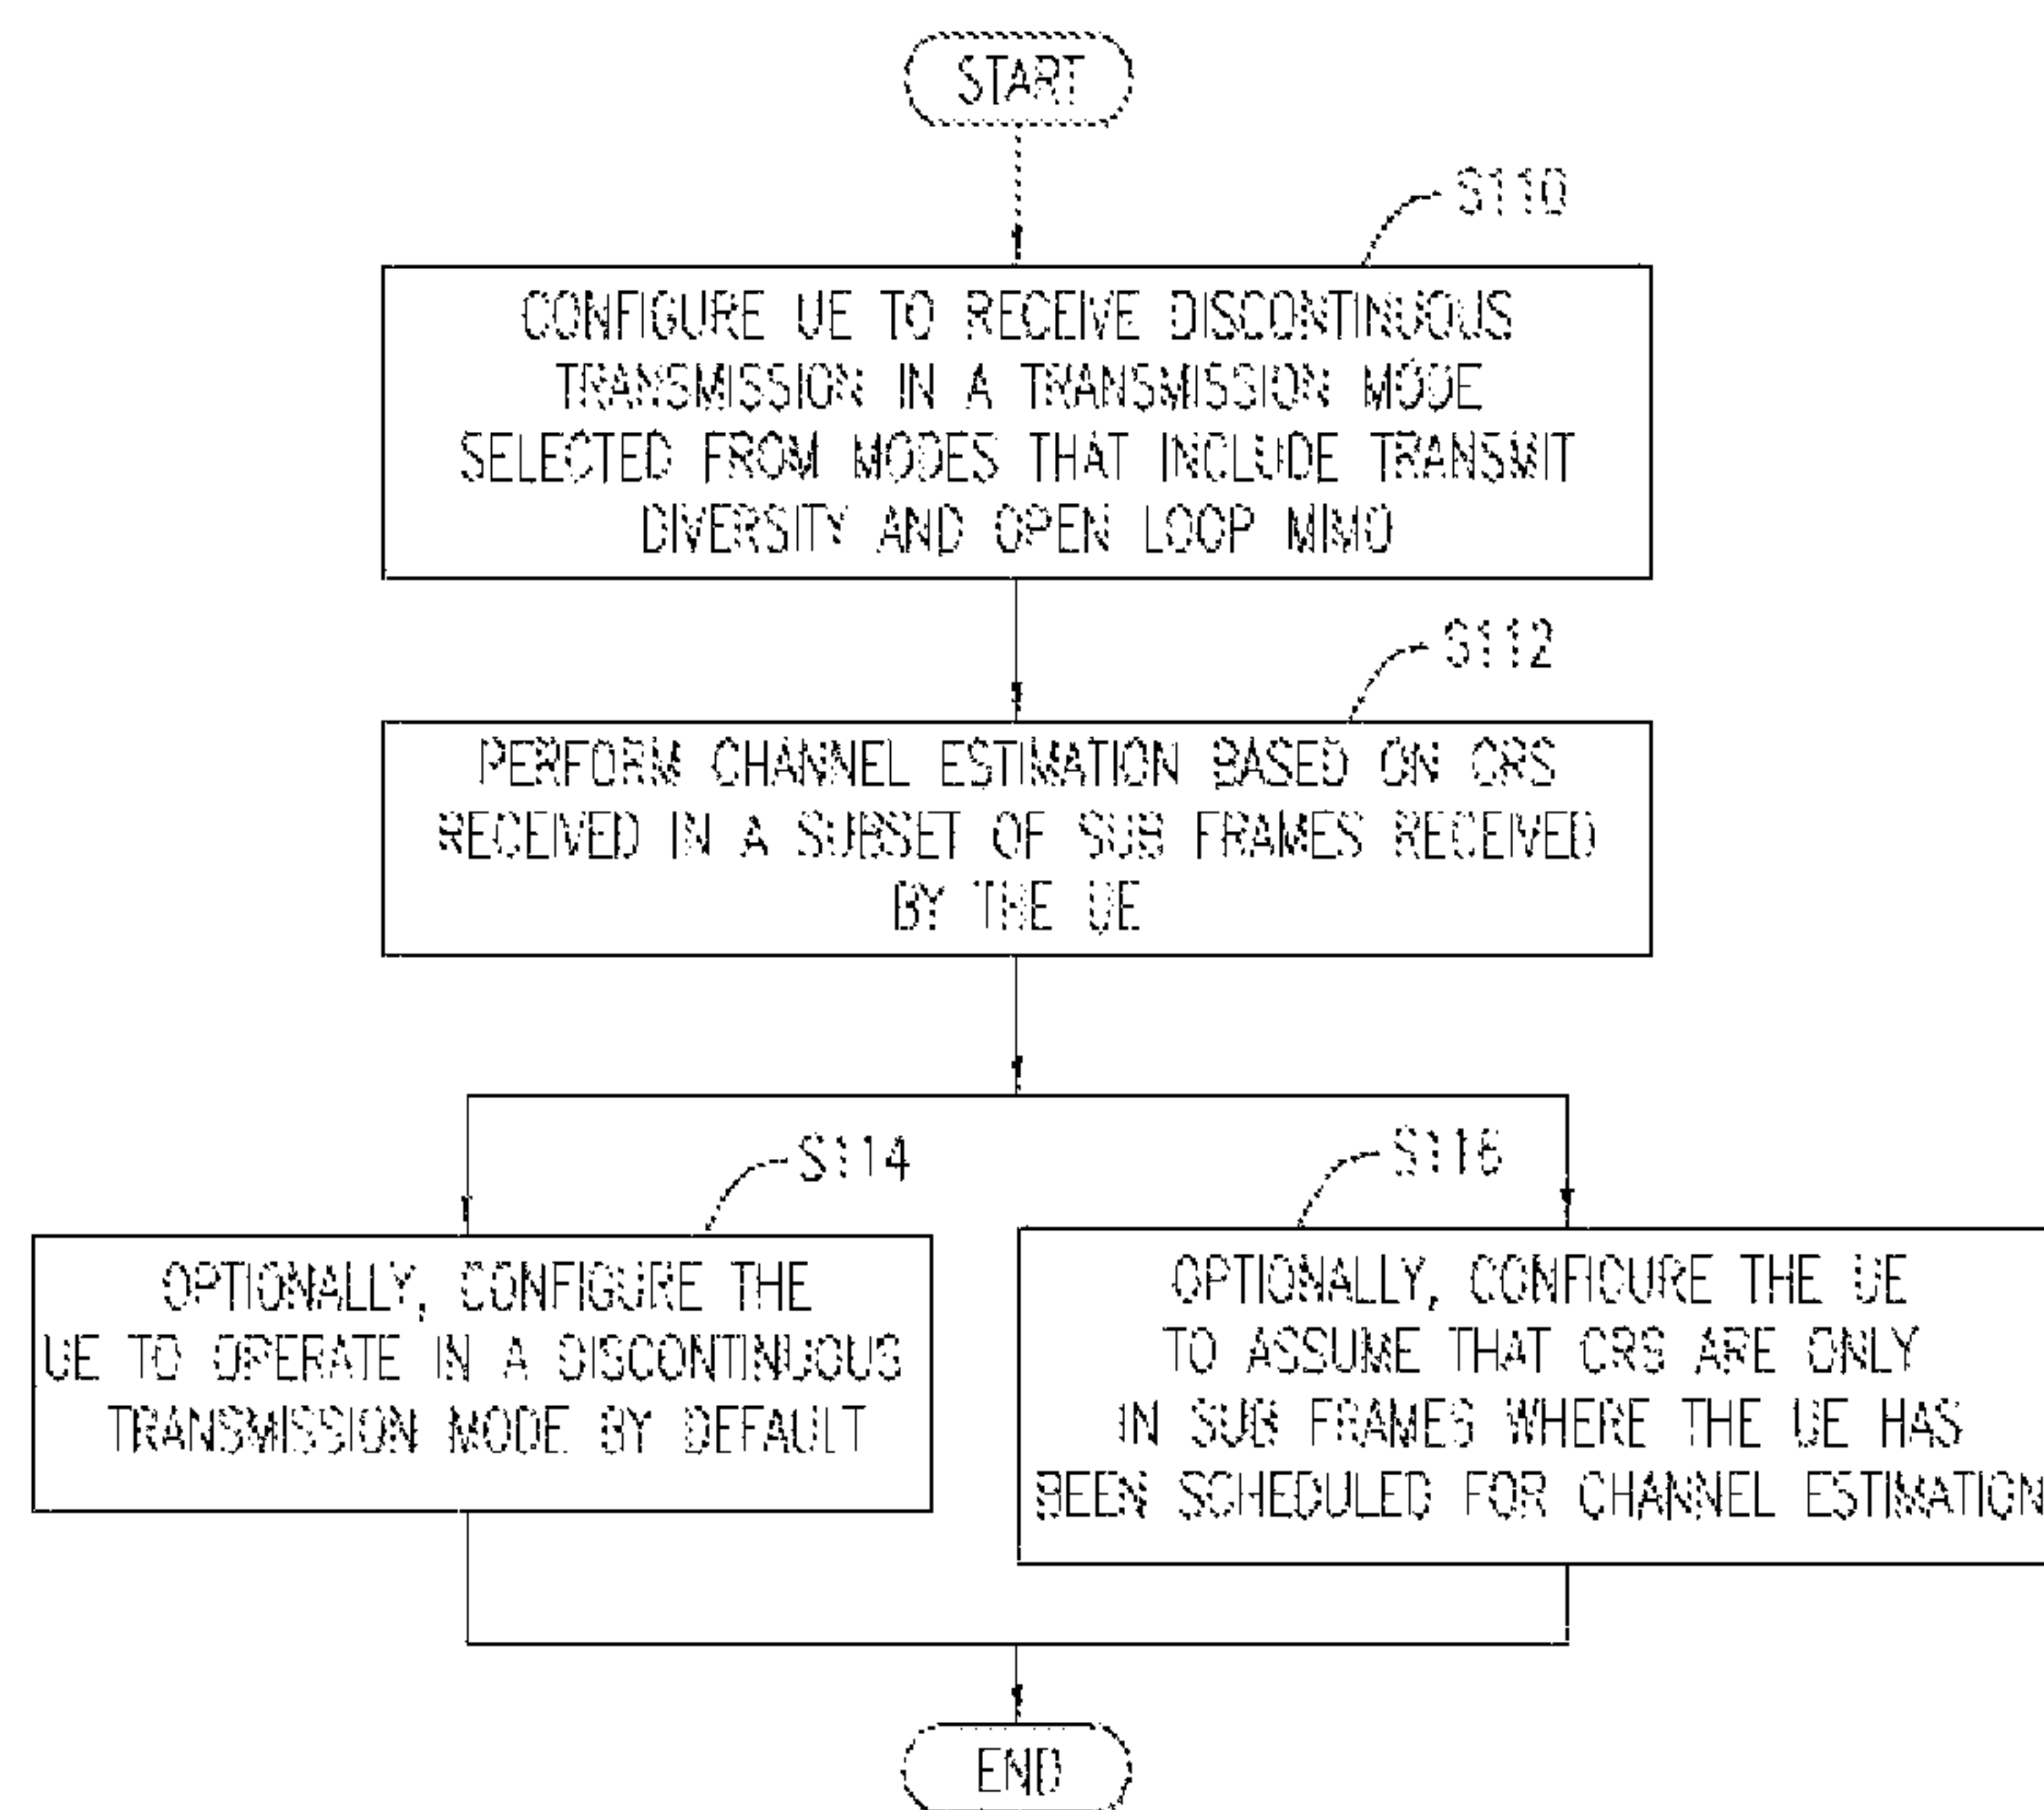 START
S110
CONFIGURE UE TO RECEIVE DISCONTINUOUS
TRANSMISSION IN A TRANSMISSION MODE
SELECTED FROM MODES THAT INCLUDE TRANSMIT
DIVERSITY AND OPEN LOOP MIMO
S112
PERFORM CHANNEL ESTIMATION BASED ON CRS
RECEIVED IN A SUBSET OF SUB FRAMES RECEIVED
BY THE UE
S114
OPTIONALLY, CONFIGURE THE
UE TO OPERATE IN A DISCONTINUOUS
TRANSMISSION MODE BY DEFAULT
S116
OPTIONALLY, CONFIGURE THE UE
TO ASSUME THAT CRS ARE ONLY
IN SUB FRAMES WHERE THE UE HAS
BEEN SCHEDULED FOR CHANNEL ESTIMATION
END